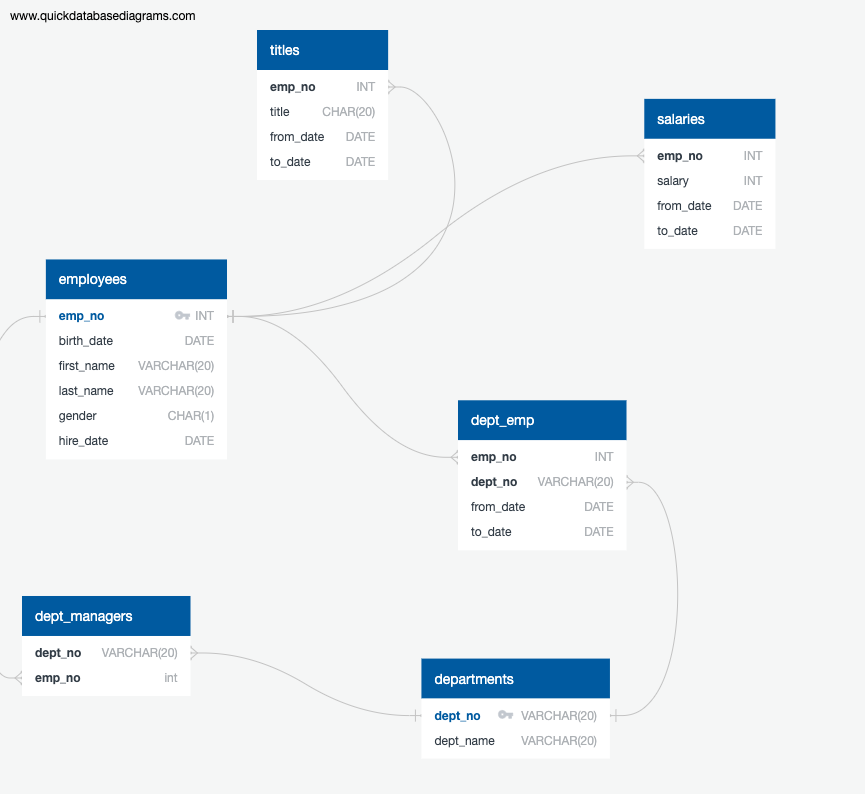 www.quickdatabasediagrams.com
titles
emp_no INT
title CHAR(20)
from_date DATE
to_date DATE
salaries
emp_no INT
salary INT
from_date DATE
to_date DATE
employees
emp_no INT
birth_date DATE
first_name VARCHAR(20)
last_name VARCHAR(20)
gender CHAR(1)
hire_date DATE
dept_emp
emp_no INT
dept_no VARCHAR(20)
from_date DATE
to_date DATE
dept_managers
dept_no VARCHAR(20)
emp_no int
departments
dept_no VARCHAR(20)
dept_name VARCHAR(20)